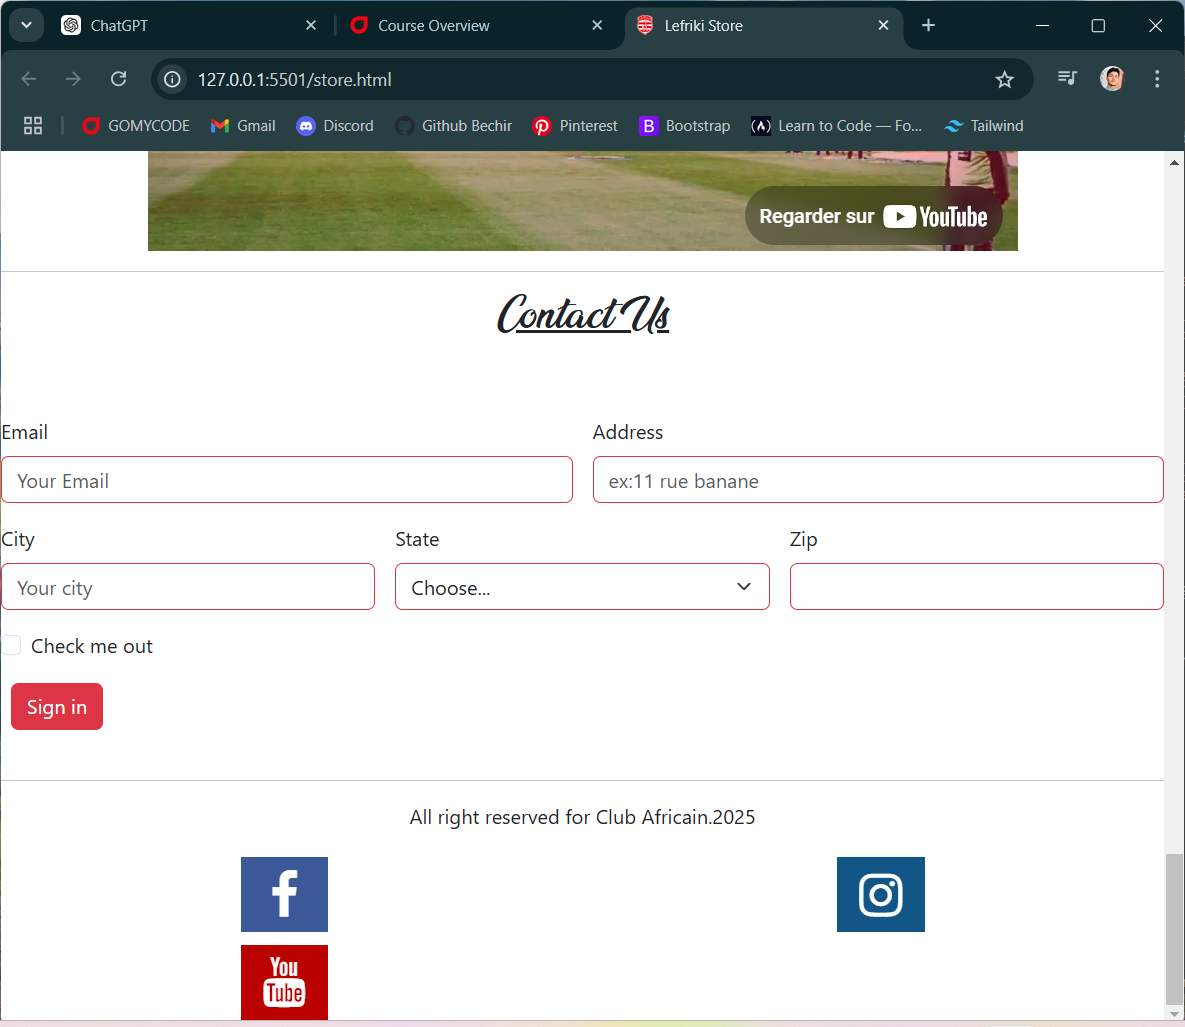 ChatGPT
Course Overview
Lefriki Store
127.0.0.1:5501/store.html
GOMYCODE
Gmail
Discord
Github Bechir
Pinterest
B
Bootstrap
Learn to Code — Fo...
Tailwind
Regarder sur YouTube
Contact Us
Email
Address
Your Email
ex:11 rue banane
City
State
Zip
Your city
Choose...
Check me out
Sign in
All right reserved for Club Africain.2025
f
You
Tube